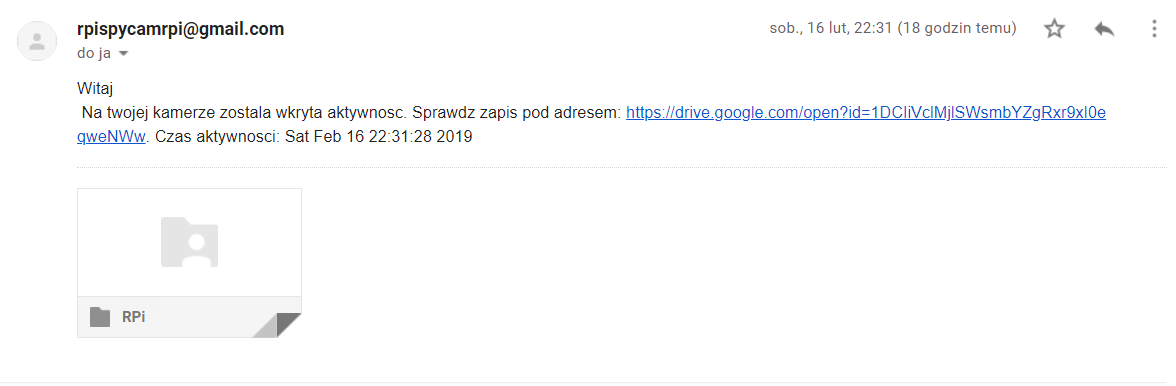 rpispycamrpi@gmail.com
sob., 16 lut, 22:31 (18 godzin temu)
do ja
Witaj
Na twojej kamerze zostala wkryta aktywnosc. Sprawdz zapis pod adresem: https://drive.google.com/open?id=1DCIiVclMjlSWsmbYZgRxr9xl0e
qweNWw. Czas aktywnosci: Sat Feb 16 22:31:28 2019
RPi